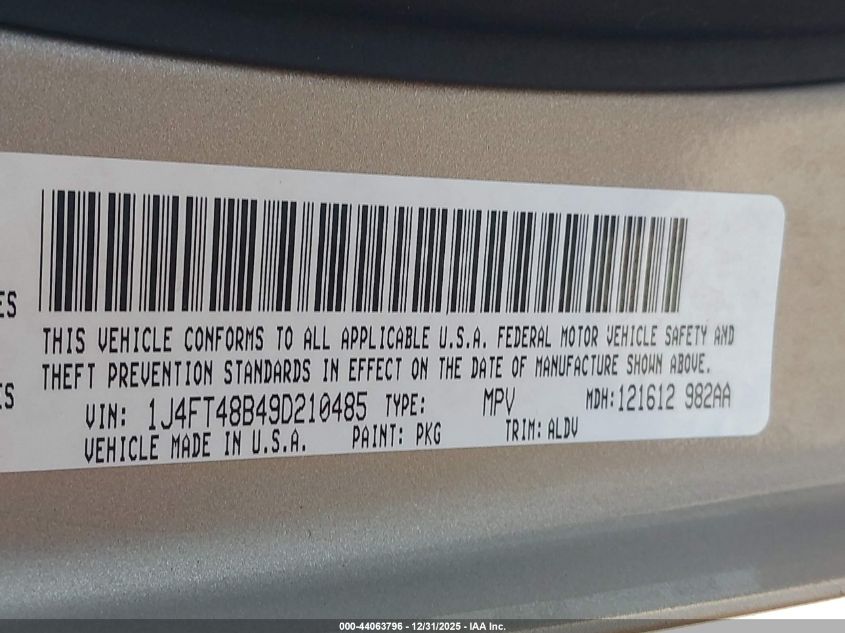 ES
THIS VEHICLE CONFORMS TO ALL APPLICABLE U.S.A. FEDERAL MOTOR VEHICLE SAFETY AND
THEFT PREVENTION STANDARDS IN EFFECT ON THE DATE OF MANUFACTURE SHOWN ABOVE.
ES
VIN: 1J4FT48B49D210485 TYPE: MPV MDH:121612 982AA
VEHICLE MADE IN U.S.A. PAINT: PKG TRIM: ALDV
000-44063796 - 12/31/2025 - IAA Inc.